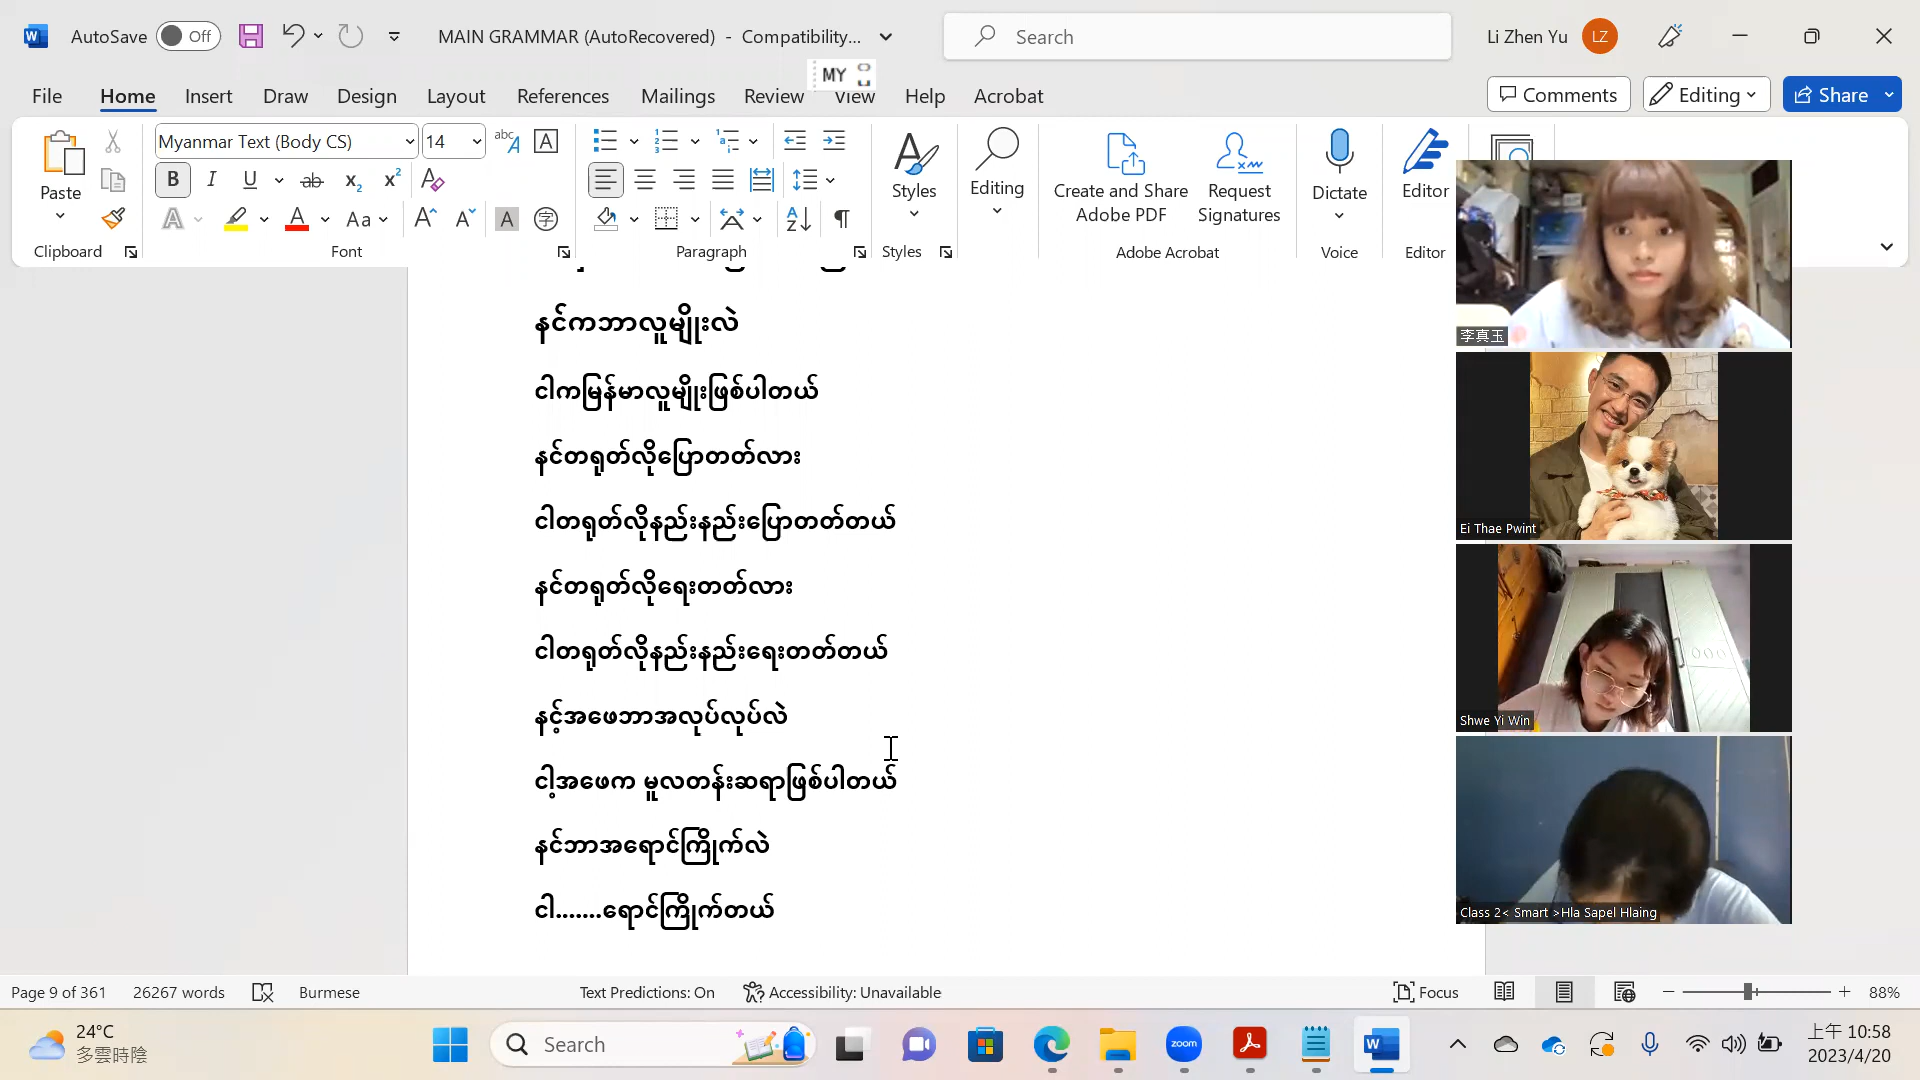 AutoSave Off MAIN GRAMMAR (AutoRecovered) - Compatibility... Search Li Zhen Yu LZ
MY
File Home Insert Draw Design Layout References Mailings Review View Help Acrobat Comments Editing Share
Paste Myanmar Text (Body CS) 14 Styles Editing Create and Share Adobe PDF Request Signatures Dictate Editor
Clipboard Font Paragraph Styles Adobe Acrobat Voice Editor
နင်ကဘာလူမျိုးလဲ
ငါကမြန်မာလူမျိုးဖြစ်ပါတယ်
နင်တရုတ်လိုပြောတတ်လား
ငါတရုတ်လိုနည်းနည်းပြောတတ်တယ်
နင်တရုတ်လိုရေးတတ်လား
ငါတရုတ်လိုနည်းနည်းရေးတတ်တယ်
နင့်အဖေဘာအလုပ်လုပ်လဲ
ငါ့အဖေက မူလတန်းဆရာဖြစ်ပါတယ်
နင်ဘာအရောင်ကြိုက်လဲ
ငါ.......ရောင်ကြိုက်တယ်
李真玉
Ei Thae Pwint
Shwe Yi Win
Class 2< Smart >Hla Sapel Hlaing
Page 9 of 361 26267 words Burmese Text Predictions: On Accessibility: Unavailable Focus 88%
24°C
多雲時陰
Search
zoom
上午 10:58
2023/4/20